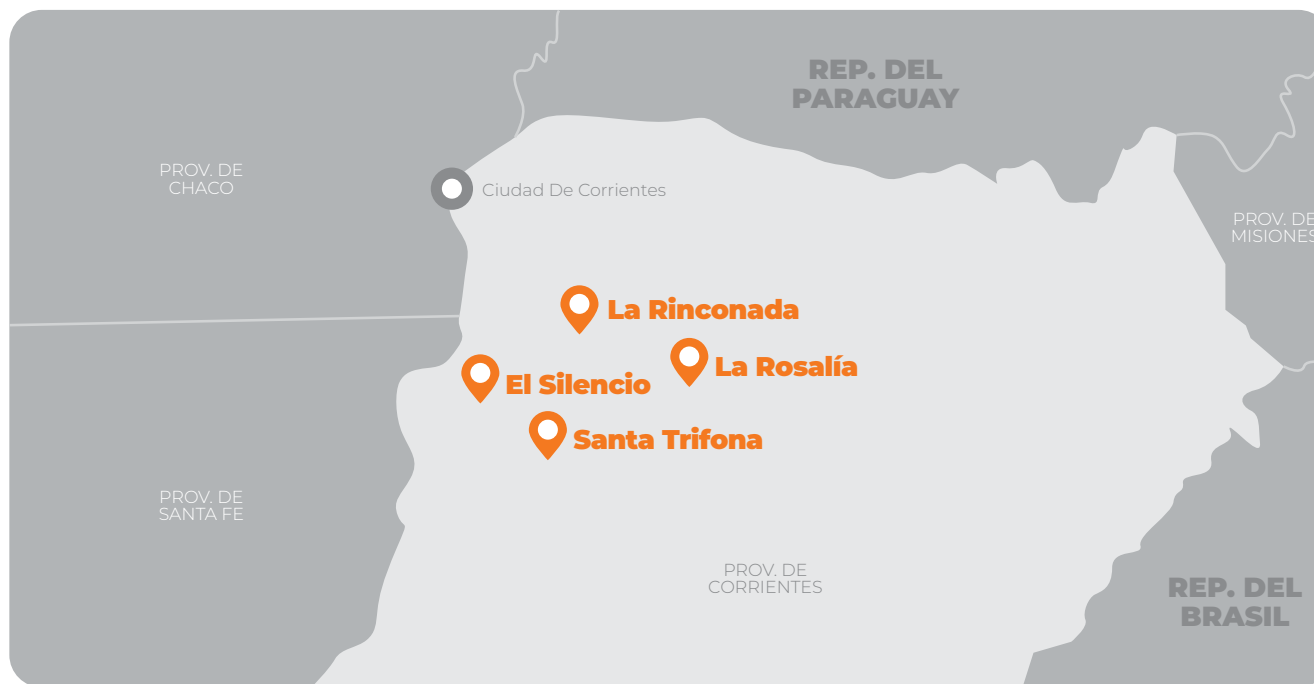 REP. DEL
PARAGUAY
PROV. DE
CHACO
Ciudad De Corrientes
PROV. DE
MISIONES
La Rinconada
La Rosalía
El Silencio
Santa Trifona
PROV. DE
SANTA FE
PROV. DE
CORRIENTES
REP. DEL
BRASIL